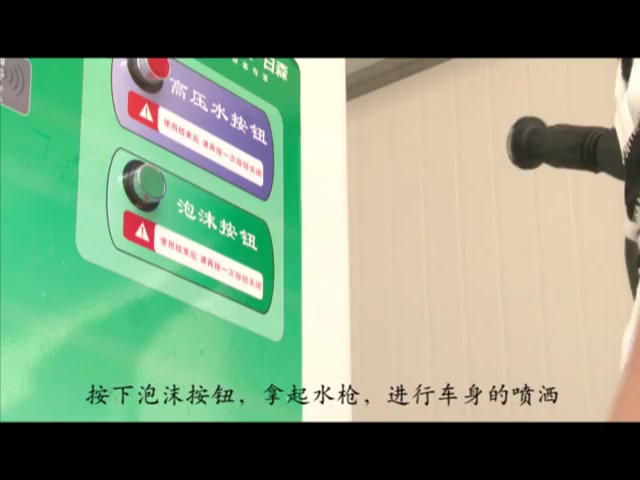 日森
高压水按钮
使用结束后 请再按一次按钮关闭
泡沫按钮
使用结束后 请再按一次按钮关闭
按下泡沫按钮，拿起水枪，进行车身的喷洒